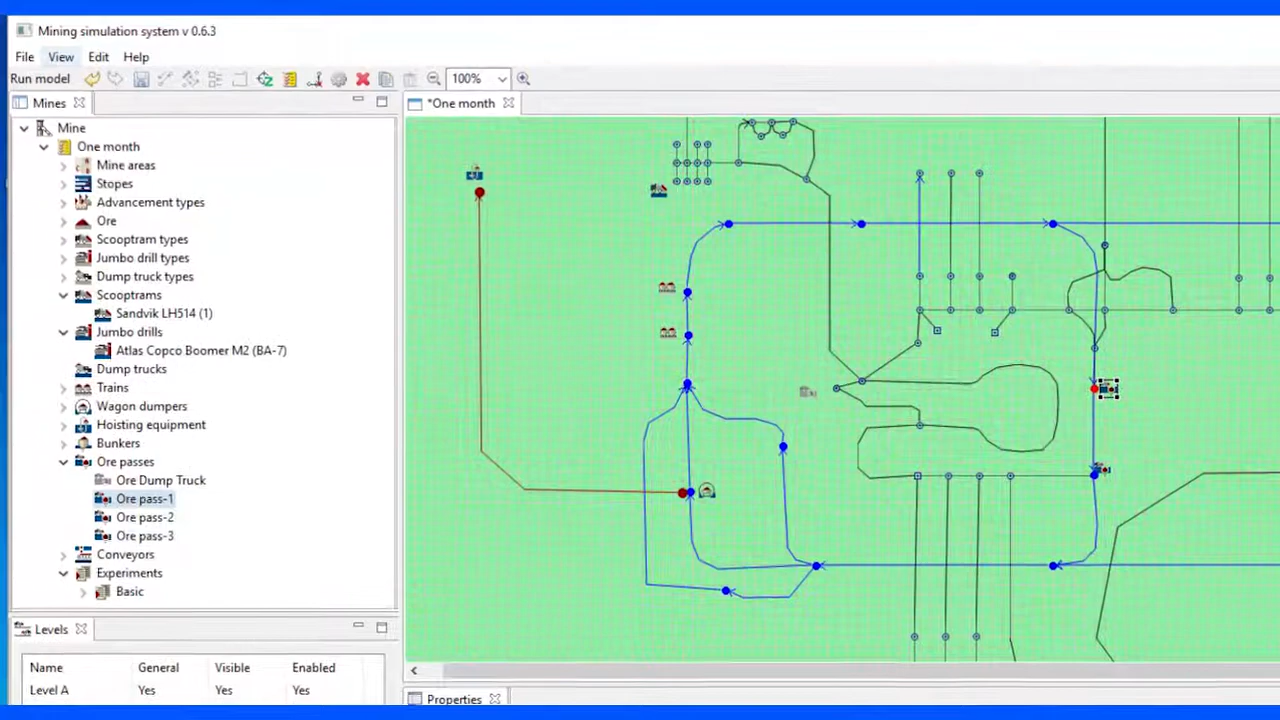 Mining simulation system v 0.6.3
File View Edit Help
Run model 100%
Mines
*One month
Mine
One month
Mine areas
Stopes
Advancement types
Ore
Scooptram types
Jumbo drill types
Dump truck types
Scooptrams
Sandvik LH514 (1)
Jumbo drills
Atlas Copco Boomer M2 (BA-7)
Dump trucks
Trains
Wagon dumpers
Hoisting equipment
Bunkers
Ore passes
Ore Dump Truck
Ore pass-1
Ore pass-2
Ore pass-3
Conveyors
Experiments
Basic
Levels
Name General Visible Enabled
Level A Yes Yes Yes
Properties